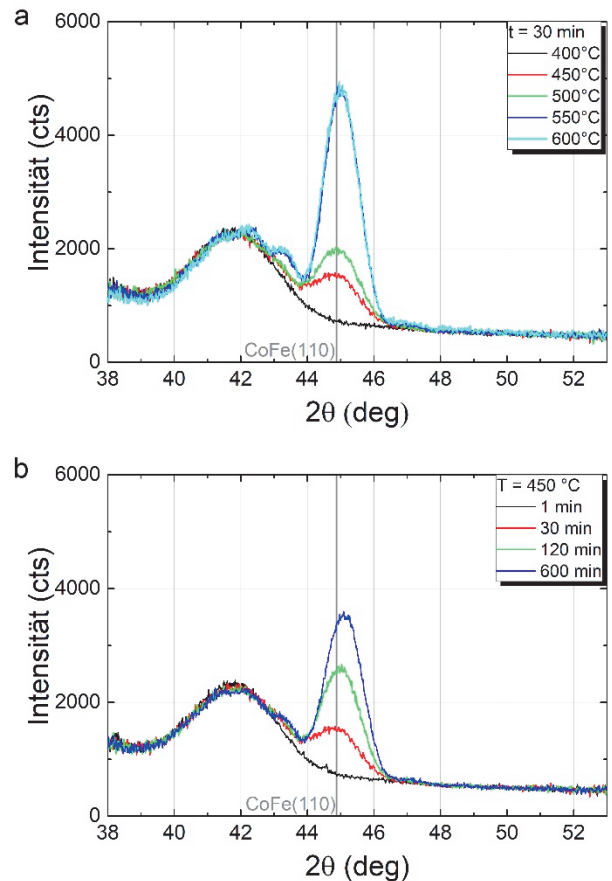 a
6000
4000
2000
0
Intensität (cts)
t = 30 min
400°C
450°C
500°C
550°C
600°C
CoFe(110)
38 40 42 44 46 48 50 52
2θ (deg)
b
6000
4000
2000
0
Intensität (cts)
T = 450 °C
1 min
30 min
120 min
600 min
CoFe(110)
38 40 42 44 46 48 50 52
2θ (deg)